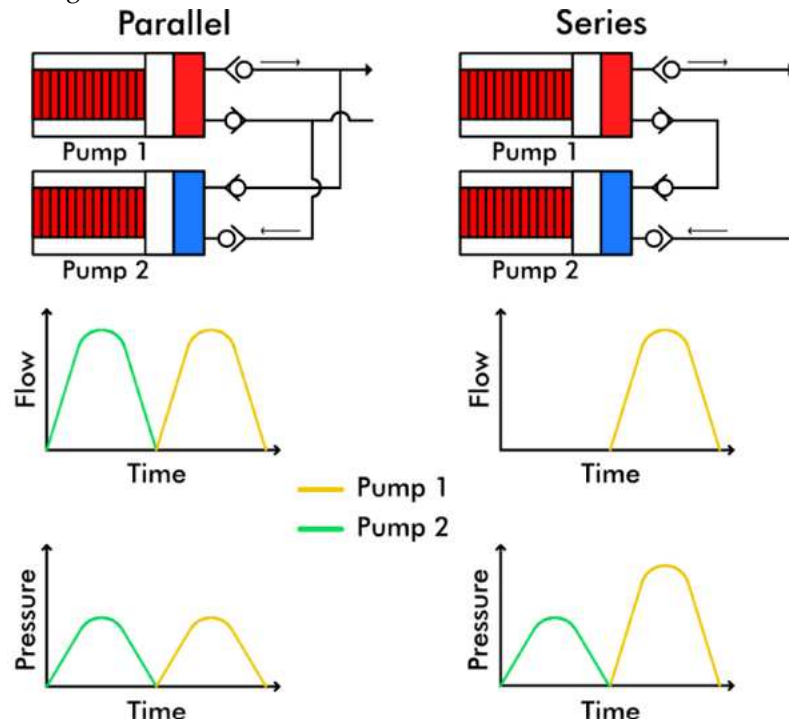 Parallel
Series
Pump 1
Pump 1
Pump 2
Pump 2
Flow
Time
Flow
Time
Pump 1
Pump 2
Pressure
Time
Pressure
Time